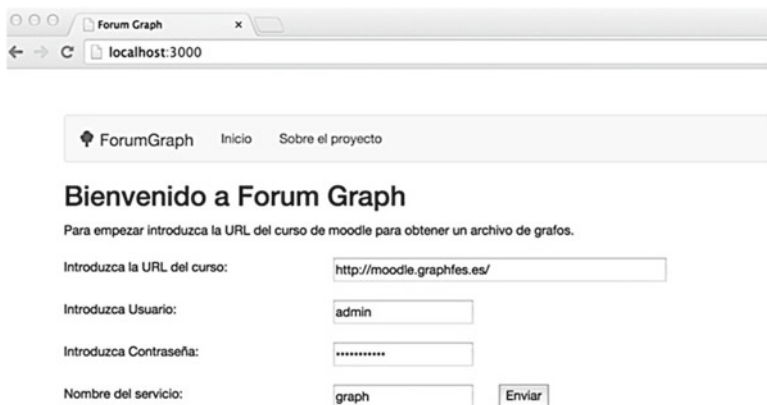 Forum Graph
localhost:3000
ForumGraph Inicio Sobre el proyecto
Bienvenido a Forum Graph
Para empezar introduzca la URL del curso de moodle para obtener un archivo de grafos.
Introduzca la URL del curso: http://moodle.graphfes.es/
Introduzca Usuario: admin
Introduzca Contraseña: •••••••••••
Nombre del servicio: graph Enviar